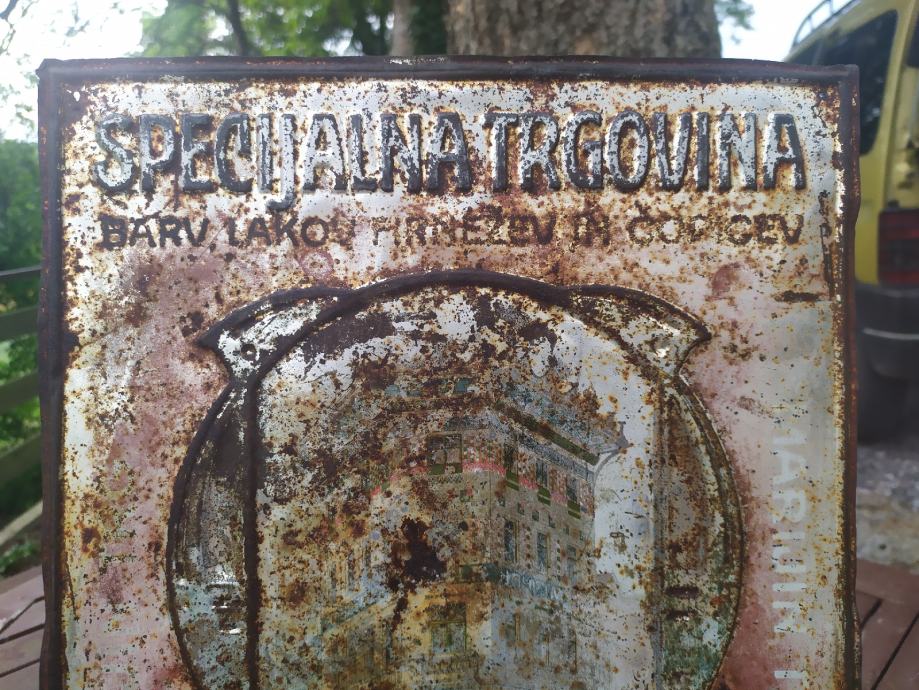 SPECIJALNA TRGOVINA
BARV, LAKOV FIRNEŽEV IN ČOPIČEV